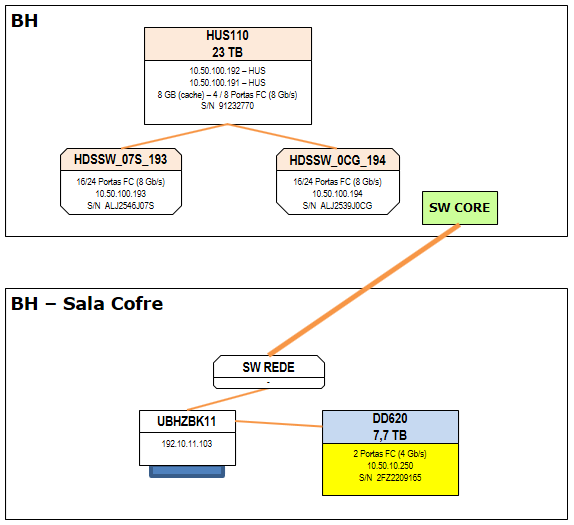 BH
HUS110
23 TB
10.50.100.192 – HUS
10.50.100.191 – HUS
8 GB (cache) – 4 / 8 Portas FC (8 Gb/s)
S/N 91232770
HDSSW_07S_193
16/24 Portas FC (8 Gb/s)
10.50.100.193
S/N ALJ2546J07S
HDSSW_0CG_194
16/24 Portas FC (8 Gb/s)
10.50.100.194
S/N ALJ2539J0CG
SW CORE
BH – Sala Cofre
SW REDE
-
UBHZBK11
192.10.11.103
DD620
7,7 TB
2 Portas FC (4 Gb/s)
10.50.10.250
S/N 2FZ2209165